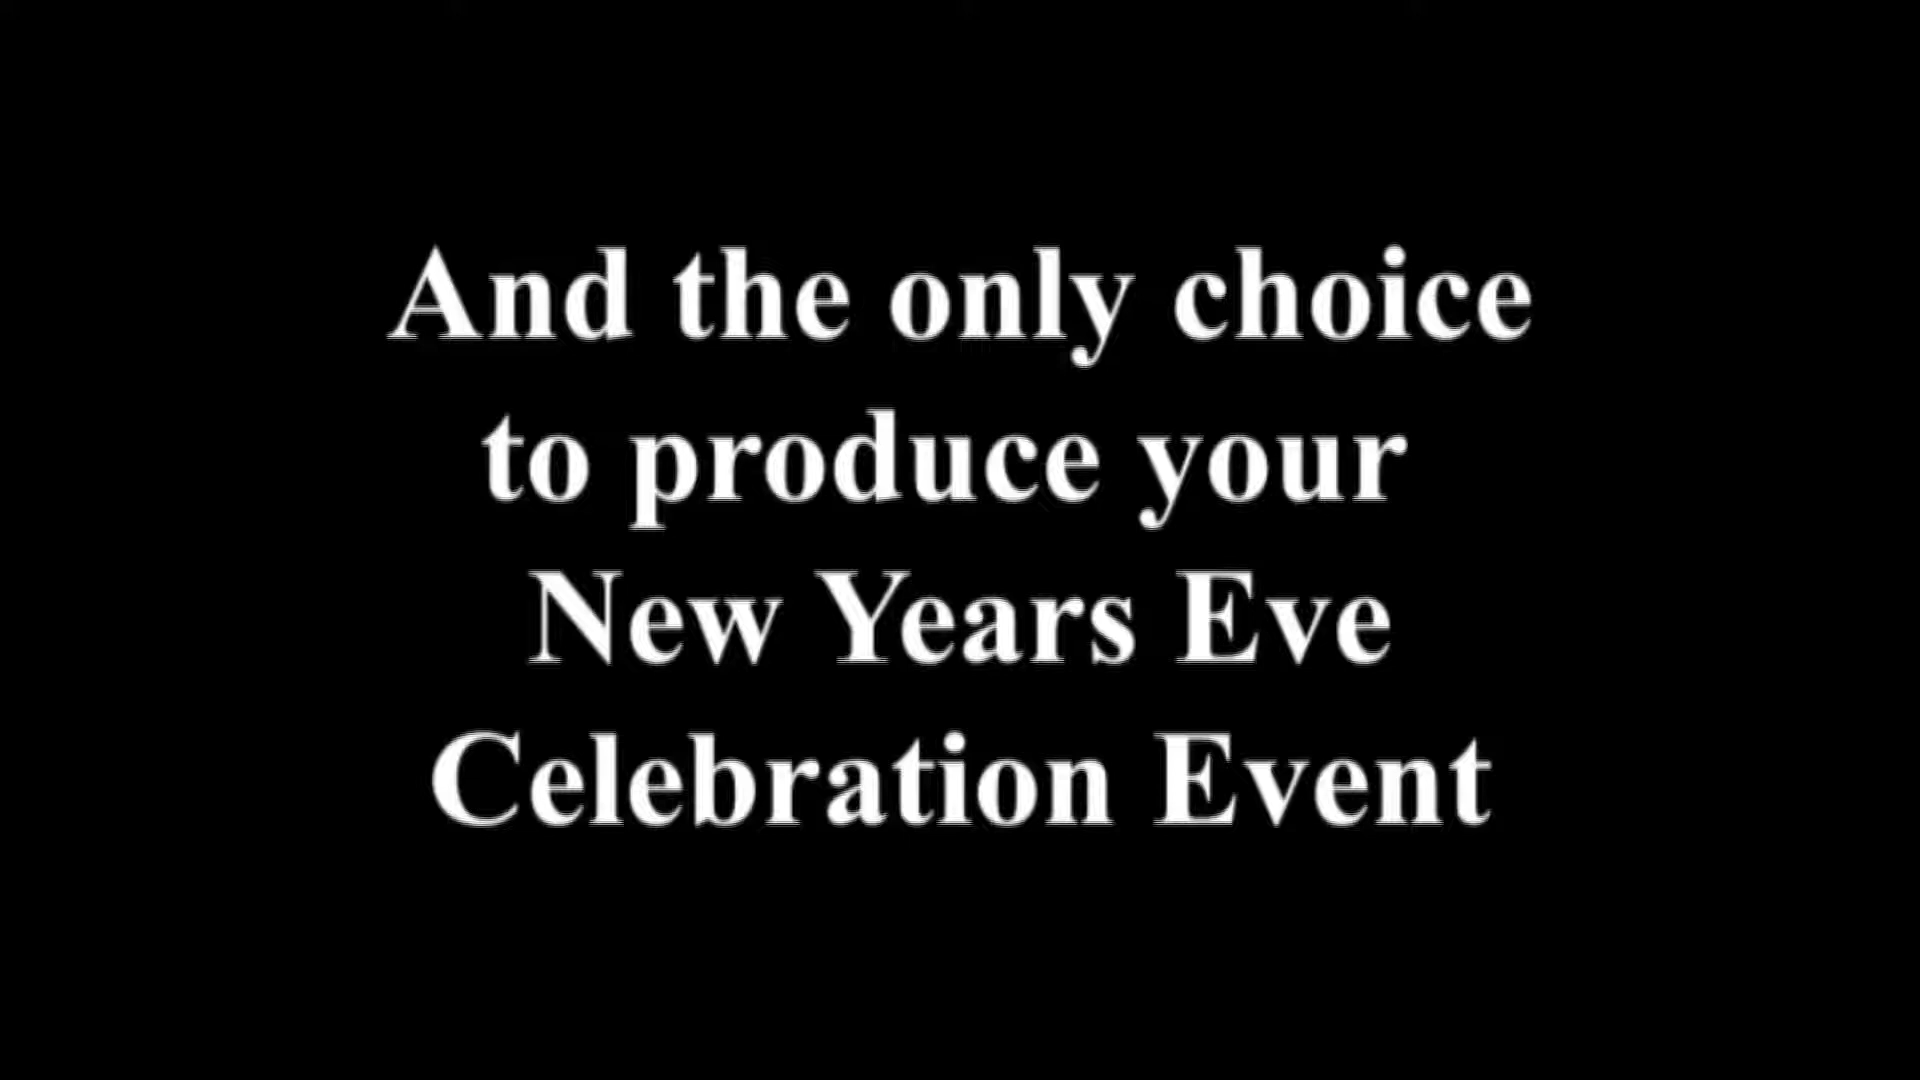 And the only choice
to produce your
New Years Eve
Celebration Event